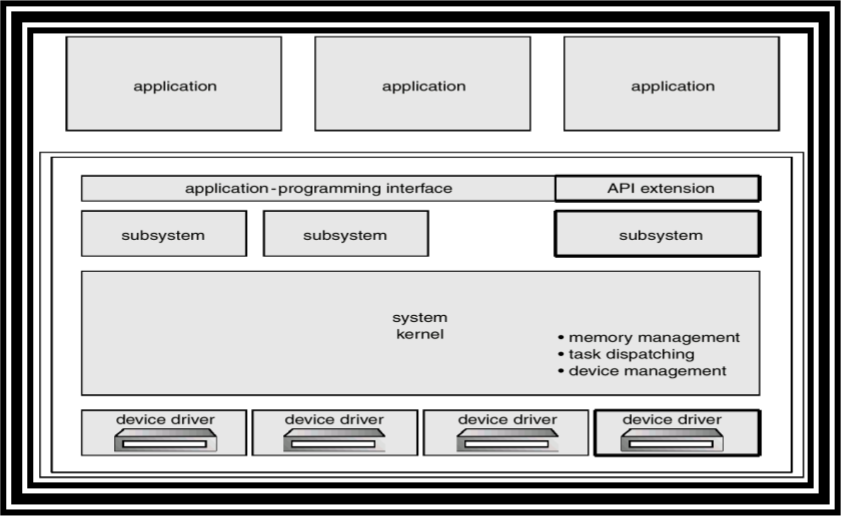 application
application
application
application-programming interface
API extension
subsystem
subsystem
subsystem
system
kernel
• memory management
• task dispatching
• device management
device driver
device driver
device driver
device driver